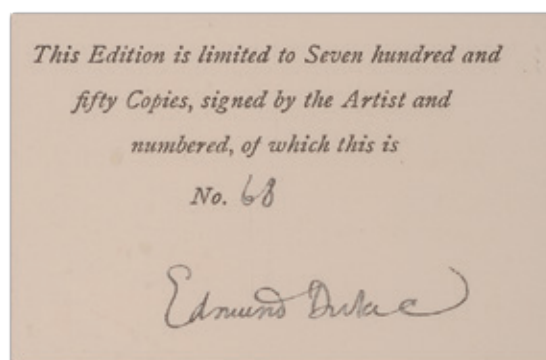 This Edition is limited to Seven hundred and
fifty Copies, signed by the Artist and
numbered, of which this is
No. 68
Edmund Dulac